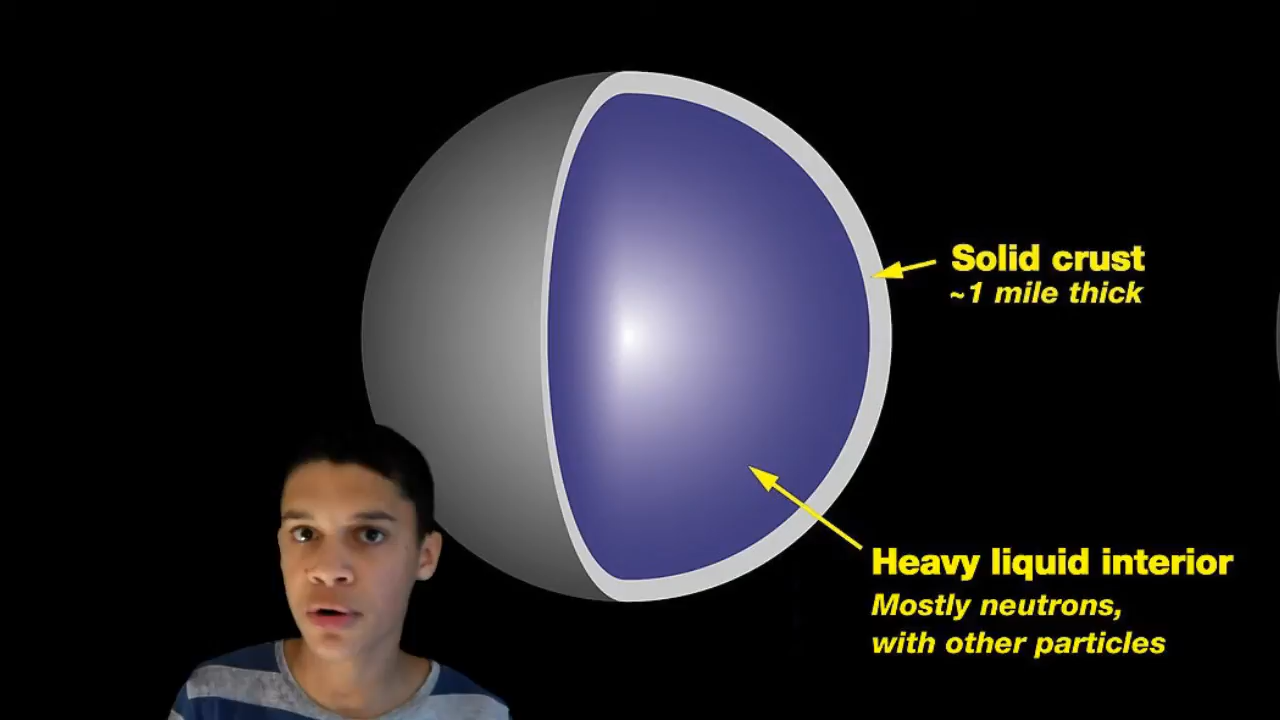 Solid crust
~1 mile thick
Heavy liquid interior
Mostly neutrons,
with other particles